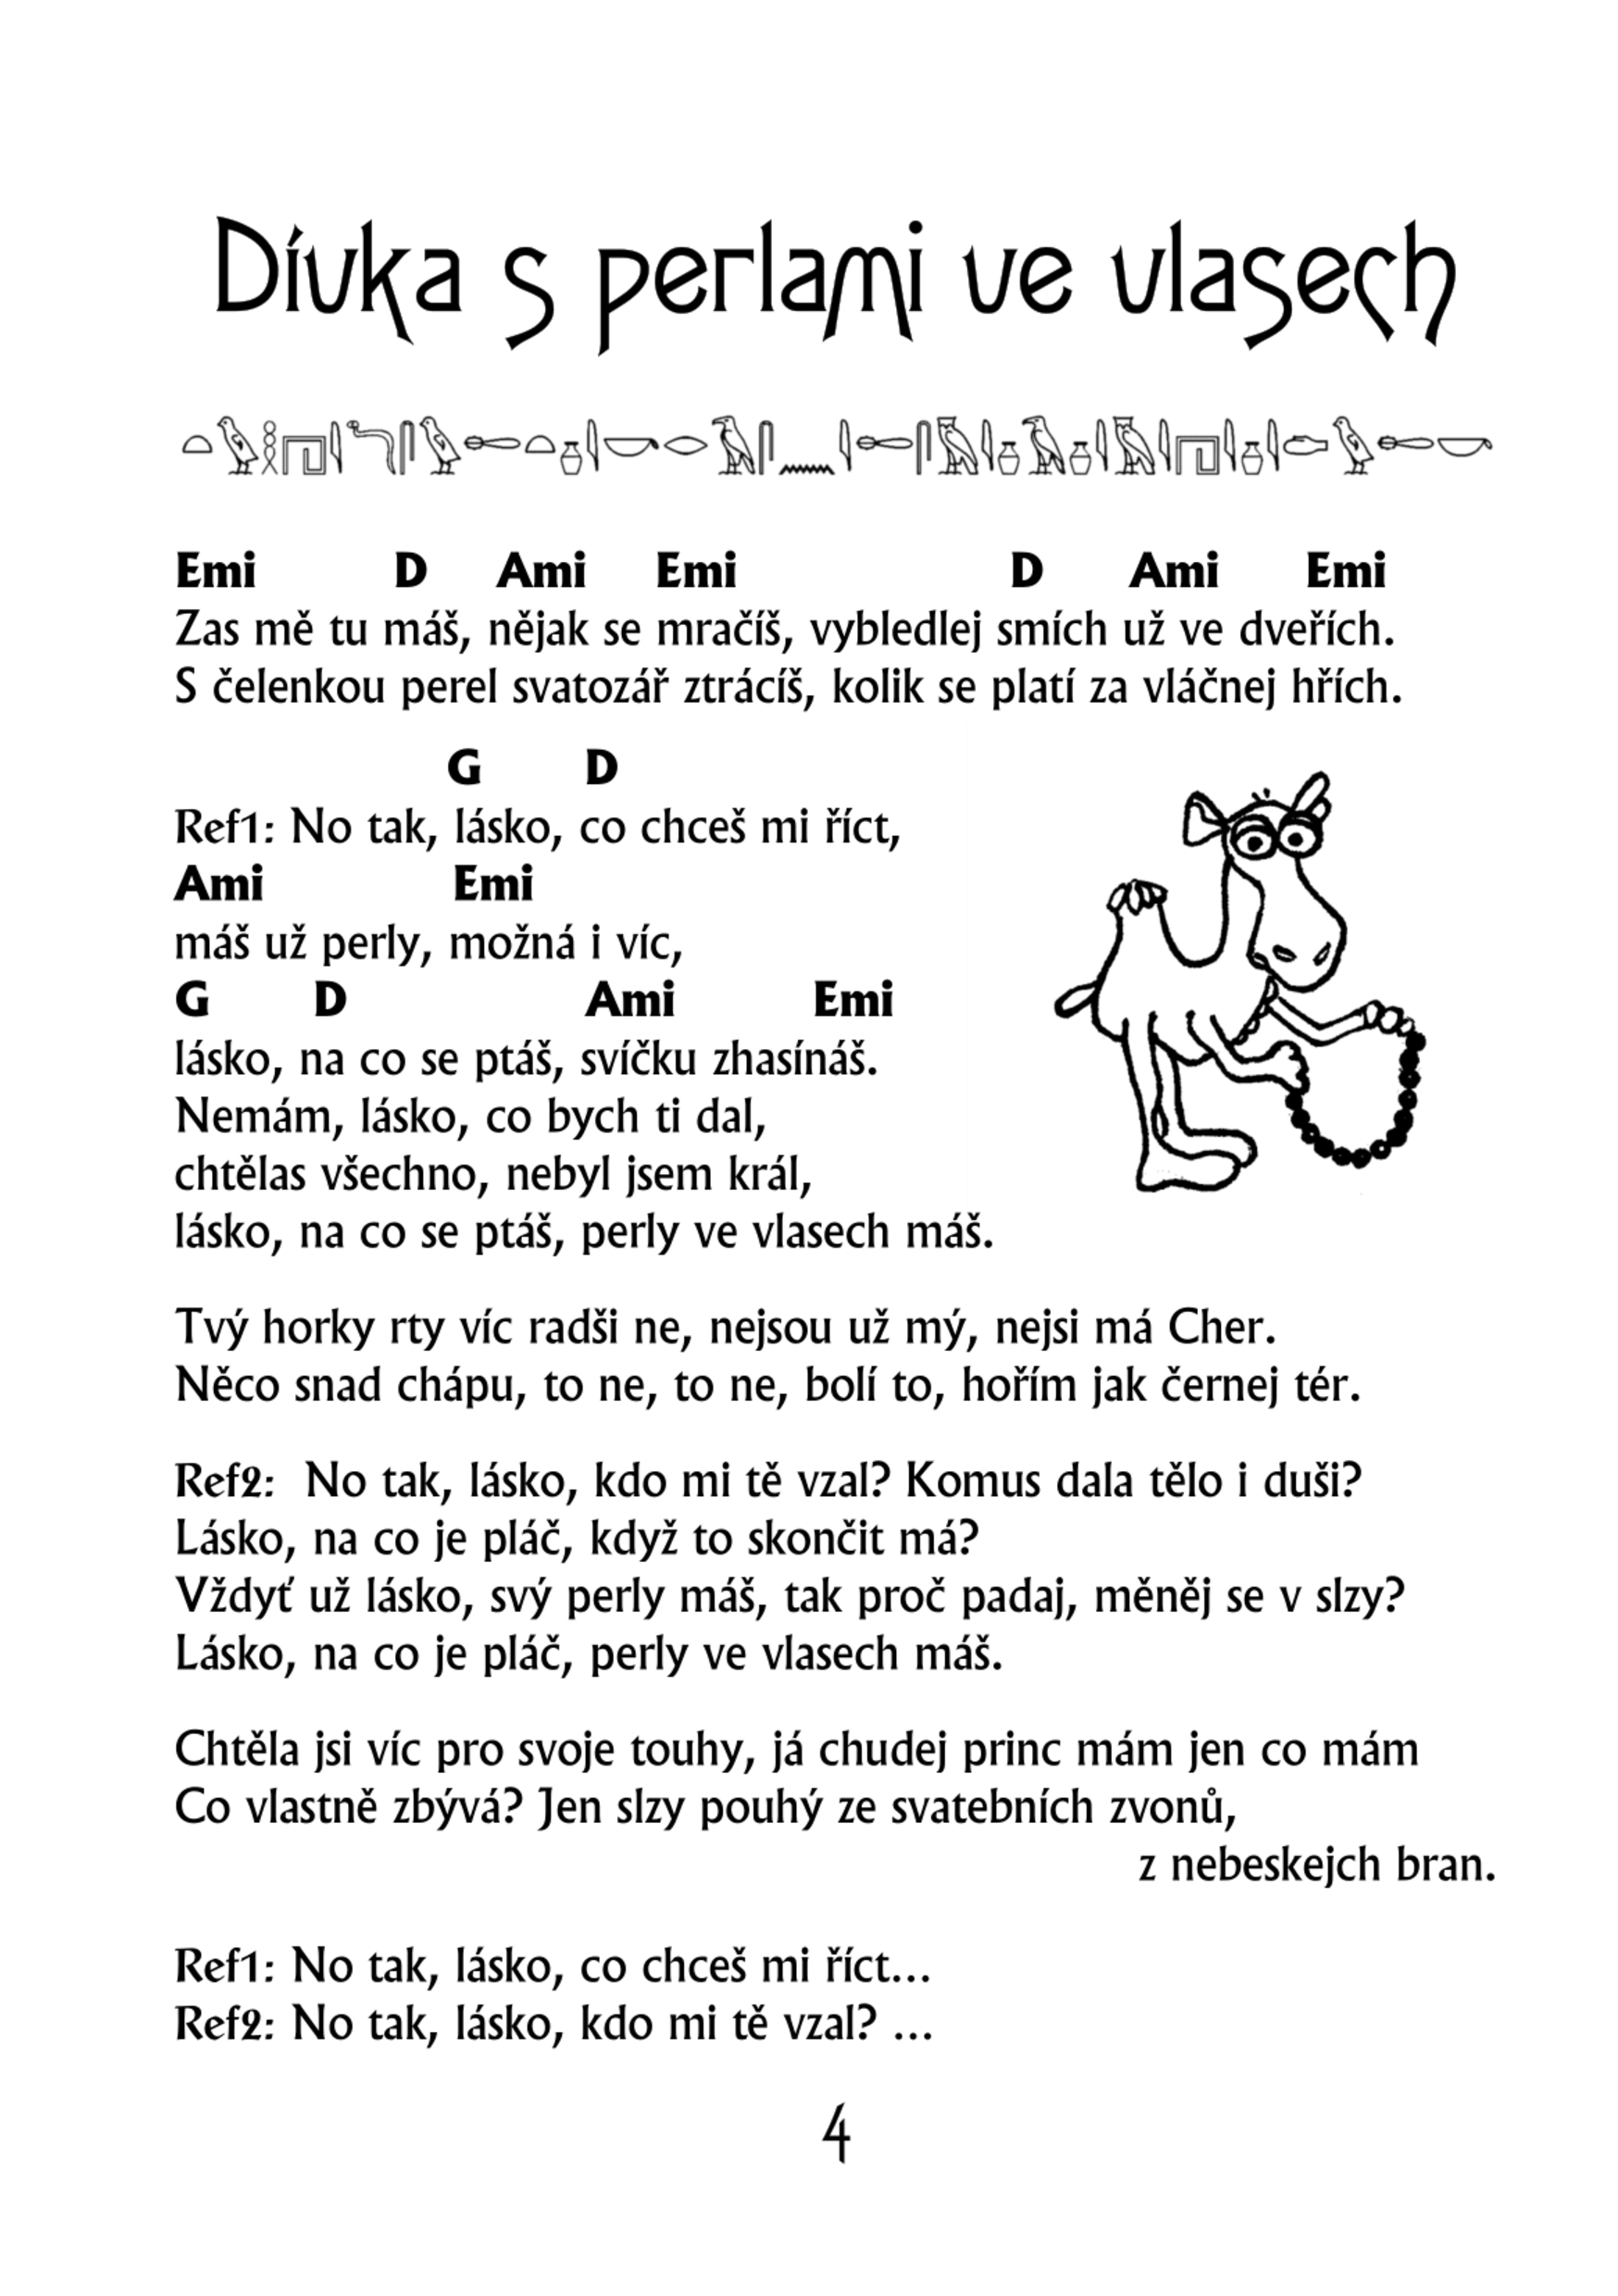 Dívka s perlami ve vlasech
Emi D Ami Emi D Ami Emi
Zas mě tu máš, nějak se mračíš, vybledlej smích už ve dveřích.
S čelenkou perel svatozář ztrácíš, kolik se platí za vláčnej hřích.
G D
Ref1: No tak, lásko, co chceš mi říct,
Ami Emi
máš už perly, možná i víc,
G D Ami Emi
lásko, na co se ptáš, svíčku zhasínáš.
Nemám, lásko, co bych ti dal,
chtělas všechno, nebyl jsem král,
lásko, na co se ptáš, perly ve vlasech máš.
Tvý horky rty víc radši ne, nejsou už mý, nejsi má Cher.
Něco snad chápu, to ne, to ne, bolí to, hořím jak černej tér.
Ref2: No tak, lásko, kdo mi tě vzal? Komus dala tělo i duši?
Lásko, na co je pláč, když to skončit má?
Vždyť už lásko, svý perly máš, tak proč padaj, měněj se v slzy?
Lásko, na co je pláč, perly ve vlasech máš.
Chtěla jsi víc pro svoje touhy, já chudej princ mám jen co mám
Co vlastně zbývá? Jen slzy pouhý ze svatebních zvonů,
z nebeskejch bran.
Ref1: No tak, lásko, co chceš mi říct...
Ref2: No tak, lásko, kdo mi tě vzal? ...
4